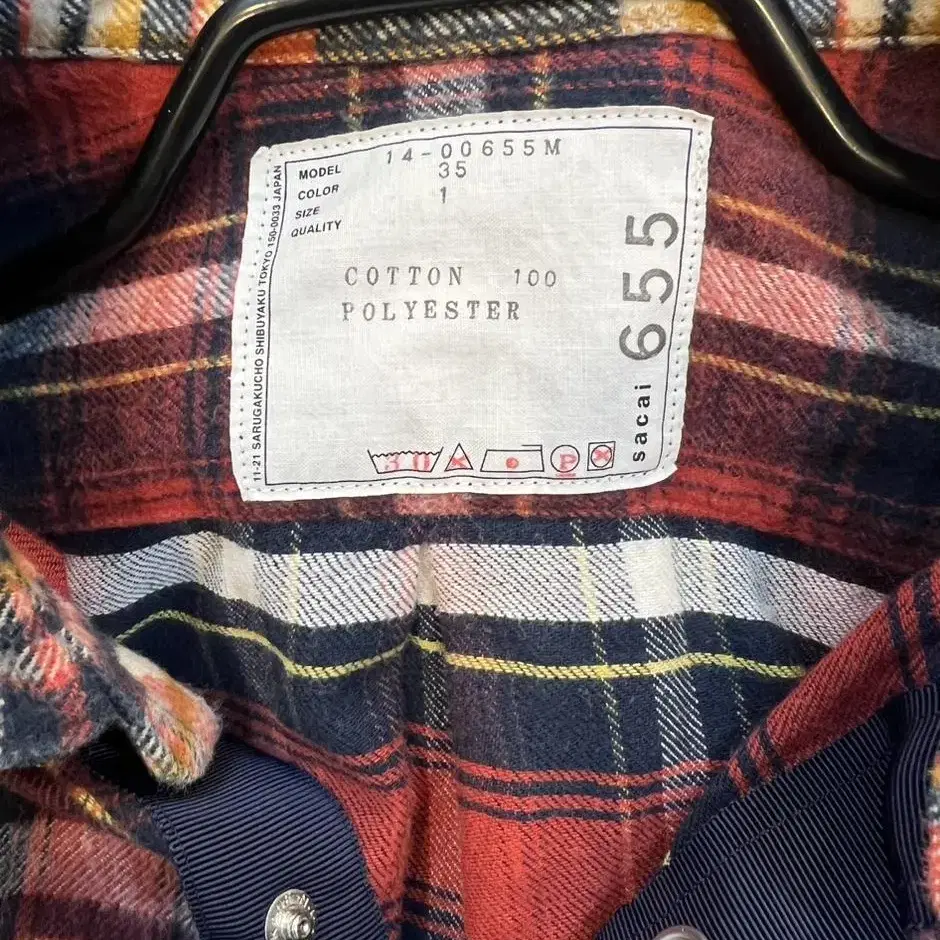 MODEL 14-00655M
COLOR 35
SIZE 1
QUALITY
COTTON 100
POLYESTER
11-21 SARUGAKUCHO SHIBUYAKU TOKYO 150-0033 JAPAN
sacai 655
30
P